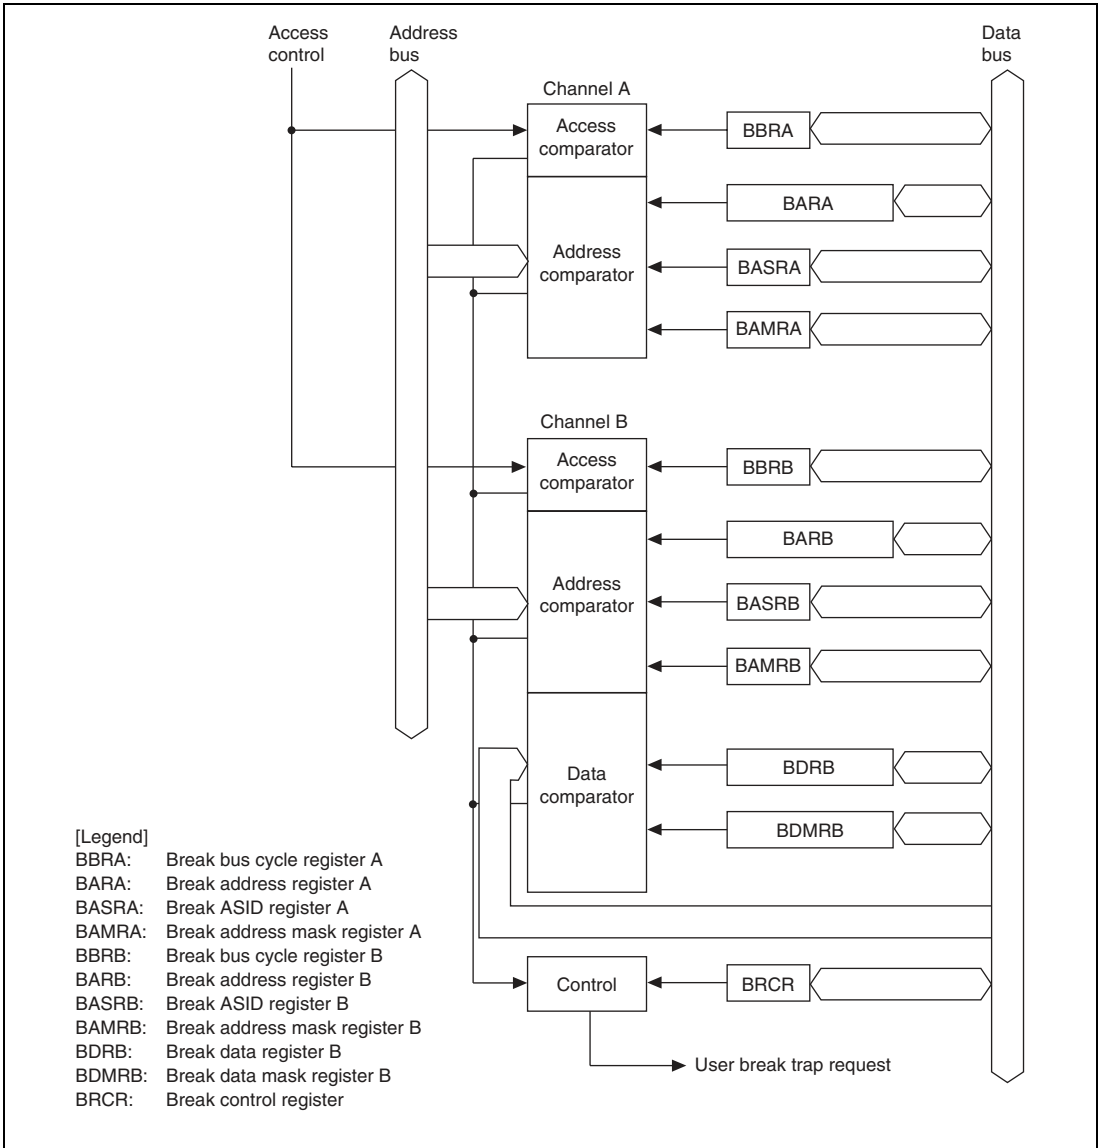 Access
control
Address
bus
Data
bus
Channel A
Access
comparator
BBRA
BARA
Address
comparator
BASRA
BAMRA
Channel B
Access
comparator
BBRB
BARB
Address
comparator
BASRB
BAMRB
Data
comparator
BDRB
BDMRB
Control
BRCR
User break trap request
[Legend]
BBRA: Break bus cycle register A
BARA: Break address register A
BASRA: Break ASID register A
BAMRA: Break address mask register A
BBRB: Break bus cycle register B
BARB: Break address register B
BASRB: Break ASID register B
BAMRB: Break address mask register B
BDRB: Break data register B
BDMRB: Break data mask register B
BRCR: Break control register